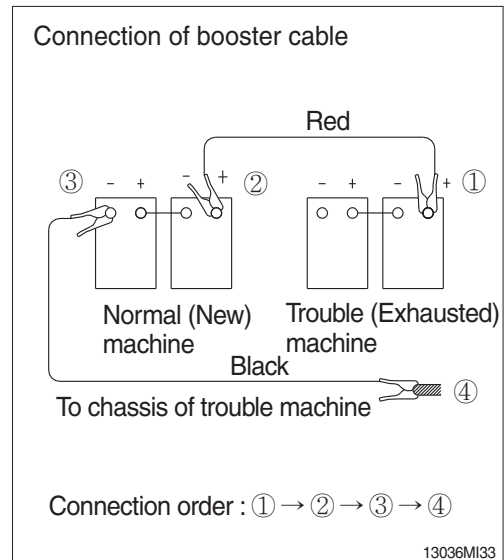 Connection of booster cable
Red
③ - + - + ② - + - + ①
Normal (New)
machine
Trouble (Exhausted)
machine
Black
To chassis of trouble machine ④
Connection order : ① → ② → ③ → ④
13036MI33